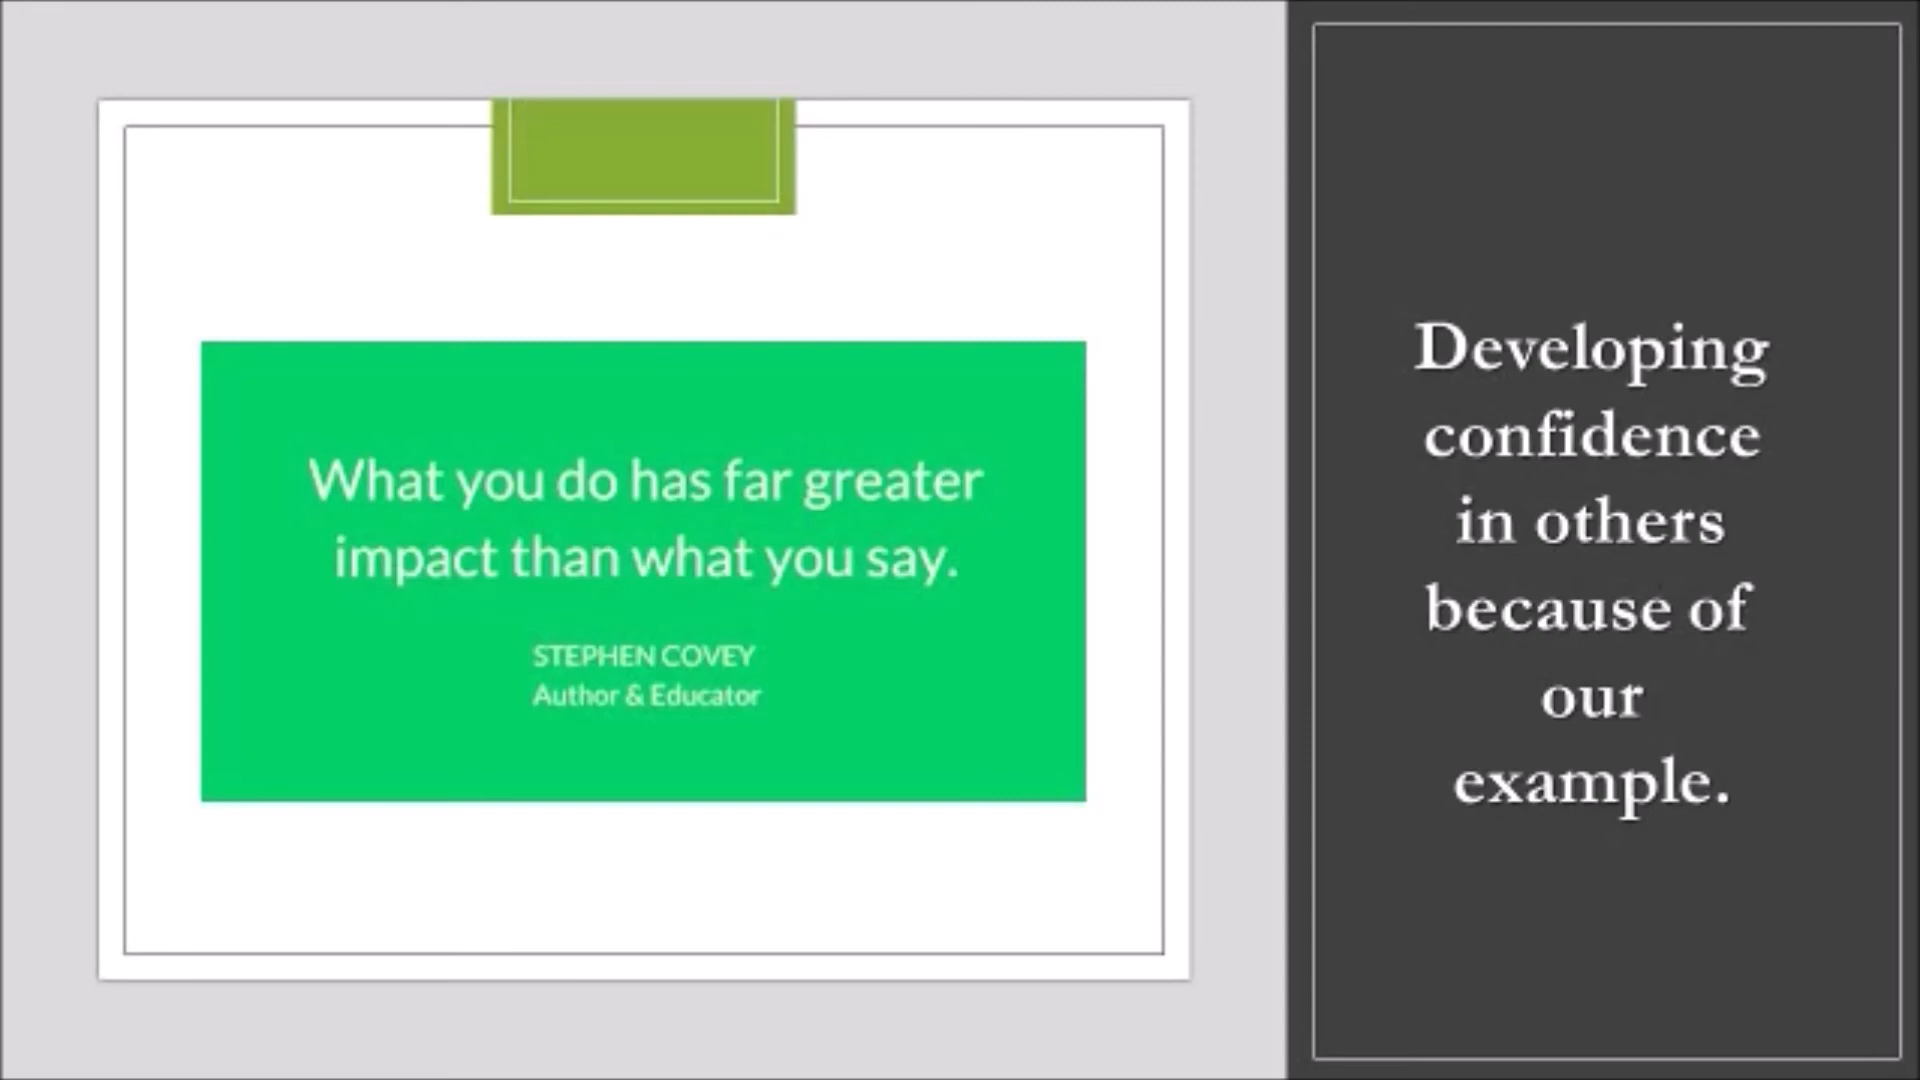 What you do has far greater
impact than what you say.
STEPHEN COVEY
Author & Educator
Developing
confidence
in others
because of
our
example.